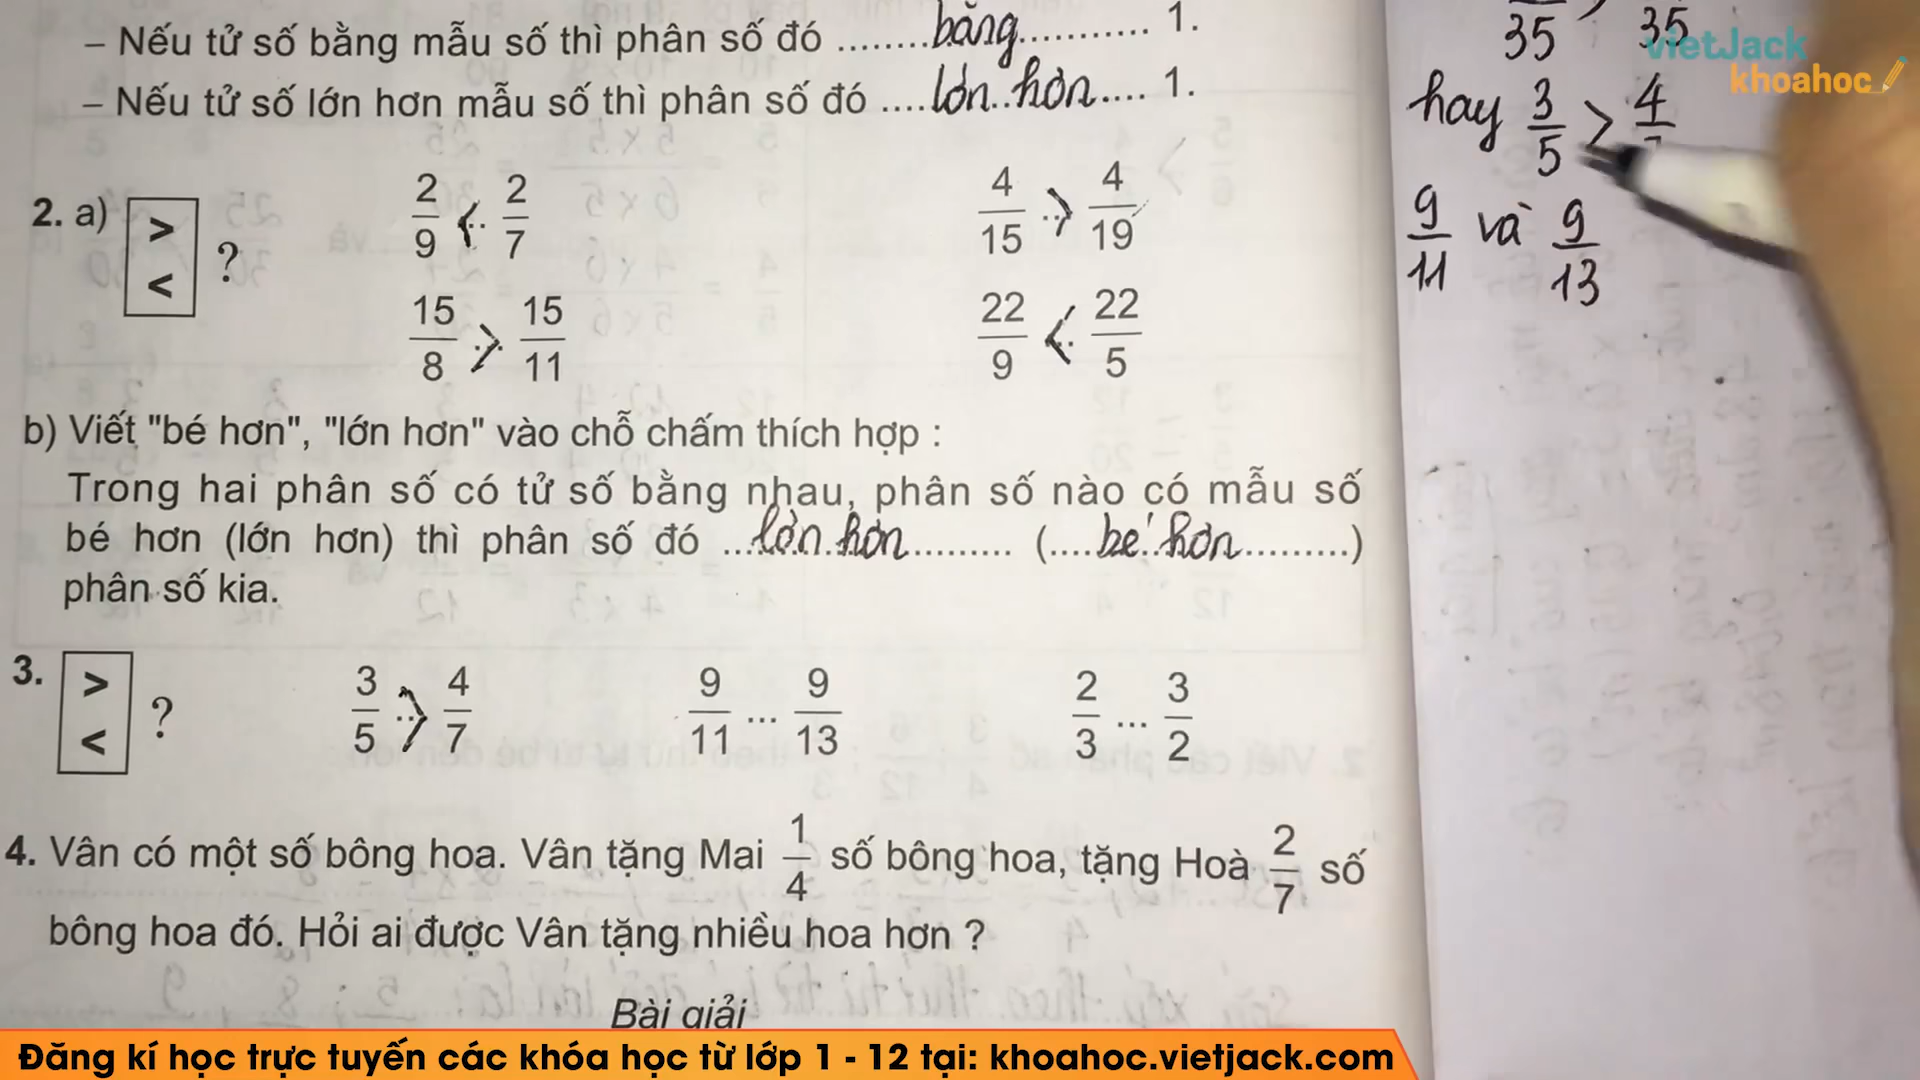 – Nếu tử số bằng mẫu số thì phân số đó ........bằng........... 1.
– Nếu tử số lớn hơn mẫu số thì phân số đó ....lớn..hơn.... 1.
2. a) > < ? 2/9 < 2/7 4/15 > 4/19
15/8 > 15/11 22/9 < 22/5
b) Viết "bé hơn", "lớn hơn" vào chỗ chấm thích hợp :
Trong hai phân số có tử số bằng nhau, phân số nào có mẫu số
bé hơn (lớn hơn) thì phân số đó ...lớn hơn......... (....bé hơn.........)
phân số kia.
3. > < ? 3/5 > 4/7 9/11 ... 9/13 2/3 ... 3/2
4. Vân có một số bông hoa. Vân tặng Mai 1/4 số bông hoa, tặng Hoà 2/7 số
bông hoa đó. Hỏi ai được Vân tặng nhiều hoa hơn ?
Bài giải
35 35
hay 3/5 > 4
9/11 và 9/13
vietJack
khoahoc
Đăng kí học trực tuyến các khóa học từ lớp 1 - 12 tại: khoahoc.vietjack.com